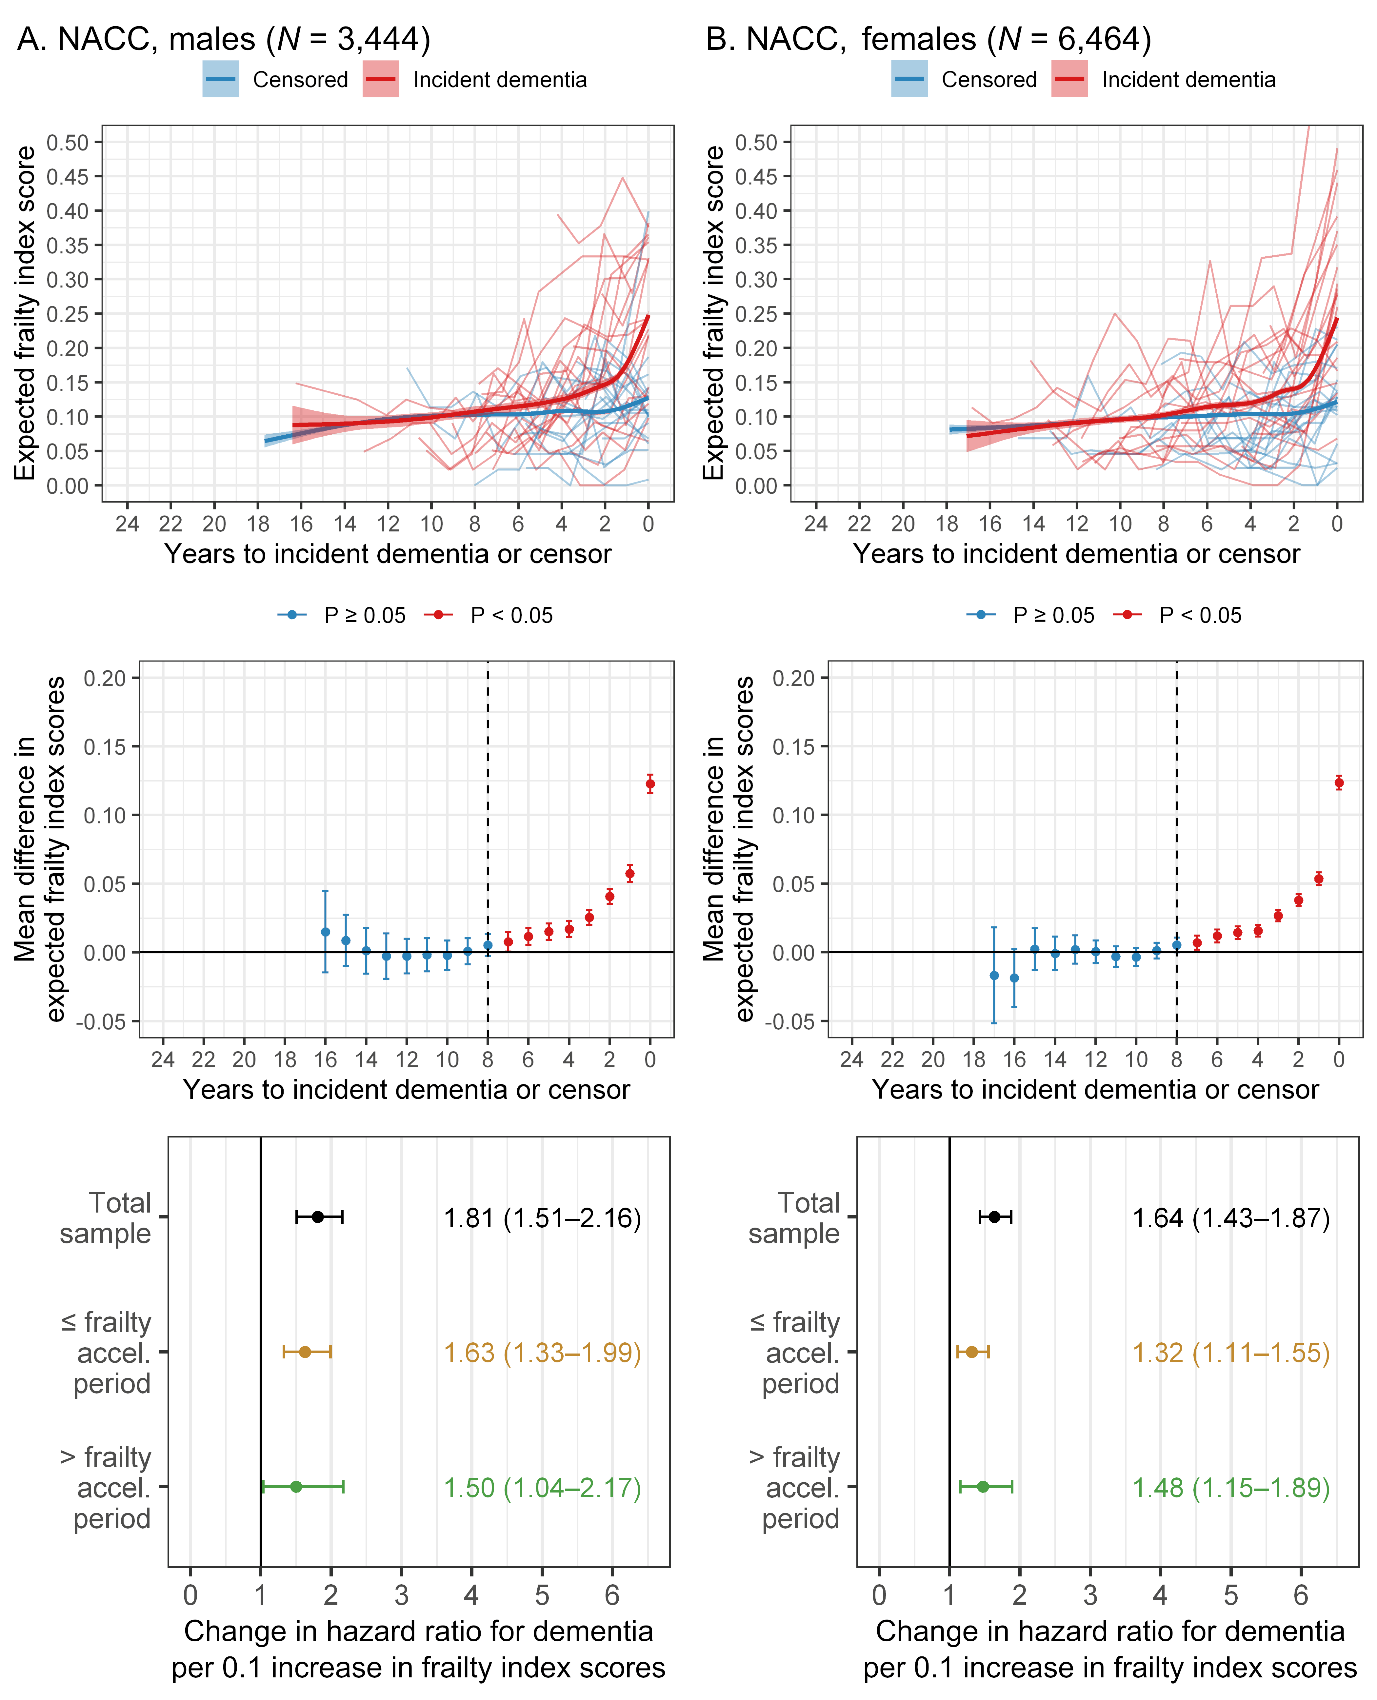 A. NACC, males (N = 3,444)
Censored Incident dementia
0.50
0.45
0.40
0.35
0.30
0.25
0.20
0.15
0.10
0.05
0.00
Expected frailty index score
24 22 20 18 16 14 12 10 8 6 4 2 0
Years to incident dementia or censor
B. NACC, females (N = 6,464)
Censored Incident dementia
0.50
0.45
0.40
0.35
0.30
0.25
0.20
0.15
0.10
0.05
0.00
Expected frailty index score
24 22 20 18 16 14 12 10 8 6 4 2 0
Years to incident dementia or censor
P ≥ 0.05 P < 0.05
0.20
0.15
0.10
0.05
0.00
-0.05
Mean difference in
expected frailty index scores
24 22 20 18 16 14 12 10 8 6 4 2 0
Years to incident dementia or censor
P ≥ 0.05 P < 0.05
0.20
0.15
0.10
0.05
0.00
-0.05
Mean difference in
expected frailty index scores
24 22 20 18 16 14 12 10 8 6 4 2 0
Years to incident dementia or censor
Total
sample
1.81 (1.51–2.16)
≤ frailty
accel.
period
1.63 (1.33–1.99)
> frailty
accel.
period
1.50 (1.04–2.17)
0 1 2 3 4 5 6
Change in hazard ratio for dementia
per 0.1 increase in frailty index scores
Total
sample
1.64 (1.43–1.87)
≤ frailty
accel.
period
1.32 (1.11–1.55)
> frailty
accel.
period
1.48 (1.15–1.89)
0 1 2 3 4 5 6
Change in hazard ratio for dementia
per 0.1 increase in frailty index scores